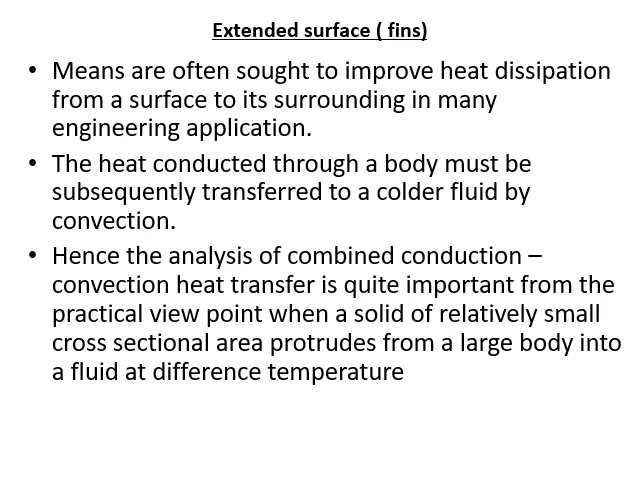 Extended surface ( fins)
• Means are often sought to improve heat dissipation
from a surface to its surrounding in many
engineering application.
• The heat conducted through a body must be
subsequently transferred to a colder fluid by
convection.
• Hence the analysis of combined conduction –
convection heat transfer is quite important from the
practical view point when a solid of relatively small
cross sectional area protrudes from a large body into
a fluid at difference temperature